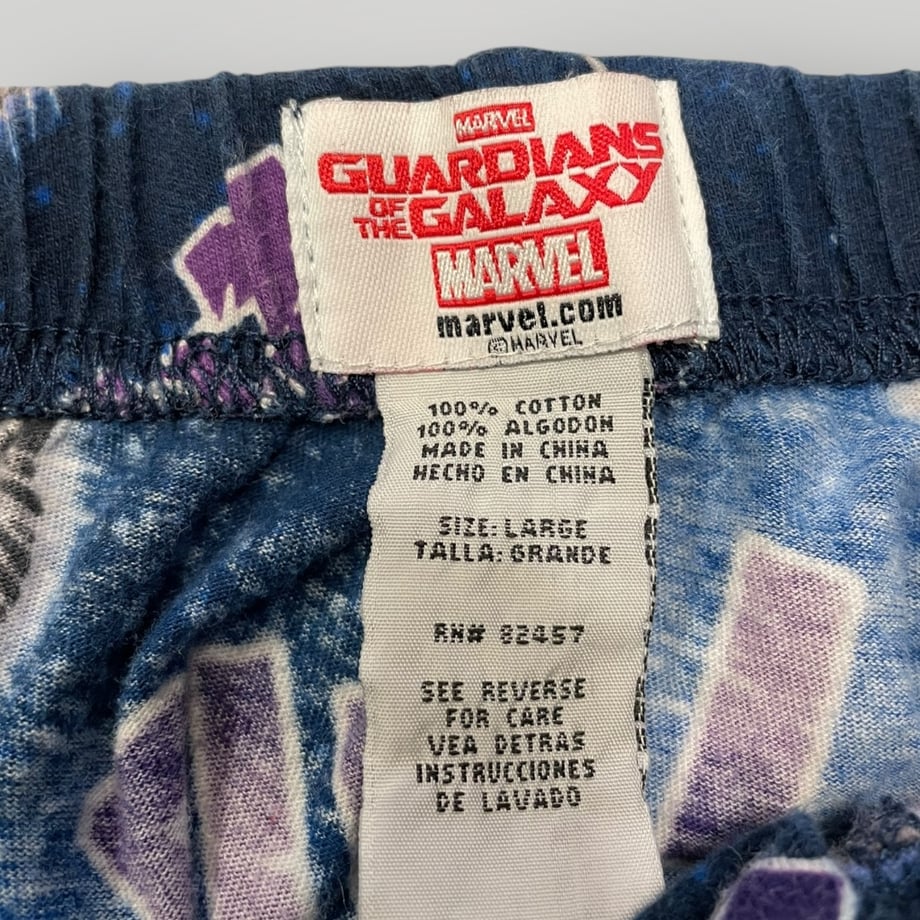 MARVEL
GUARDIANS
OF THE GALAXY
MARVEL
marvel.com
©MARVEL
100% COTTON
100% ALGODON
MADE IN CHINA
HECHO EN CHINA
SIZE: LARGE
TALLA: GRANDE
RN# 82457
SEE REVERSE
FOR CARE
VEA DETRAS
INSTRUCCIONES
DE LAVADO